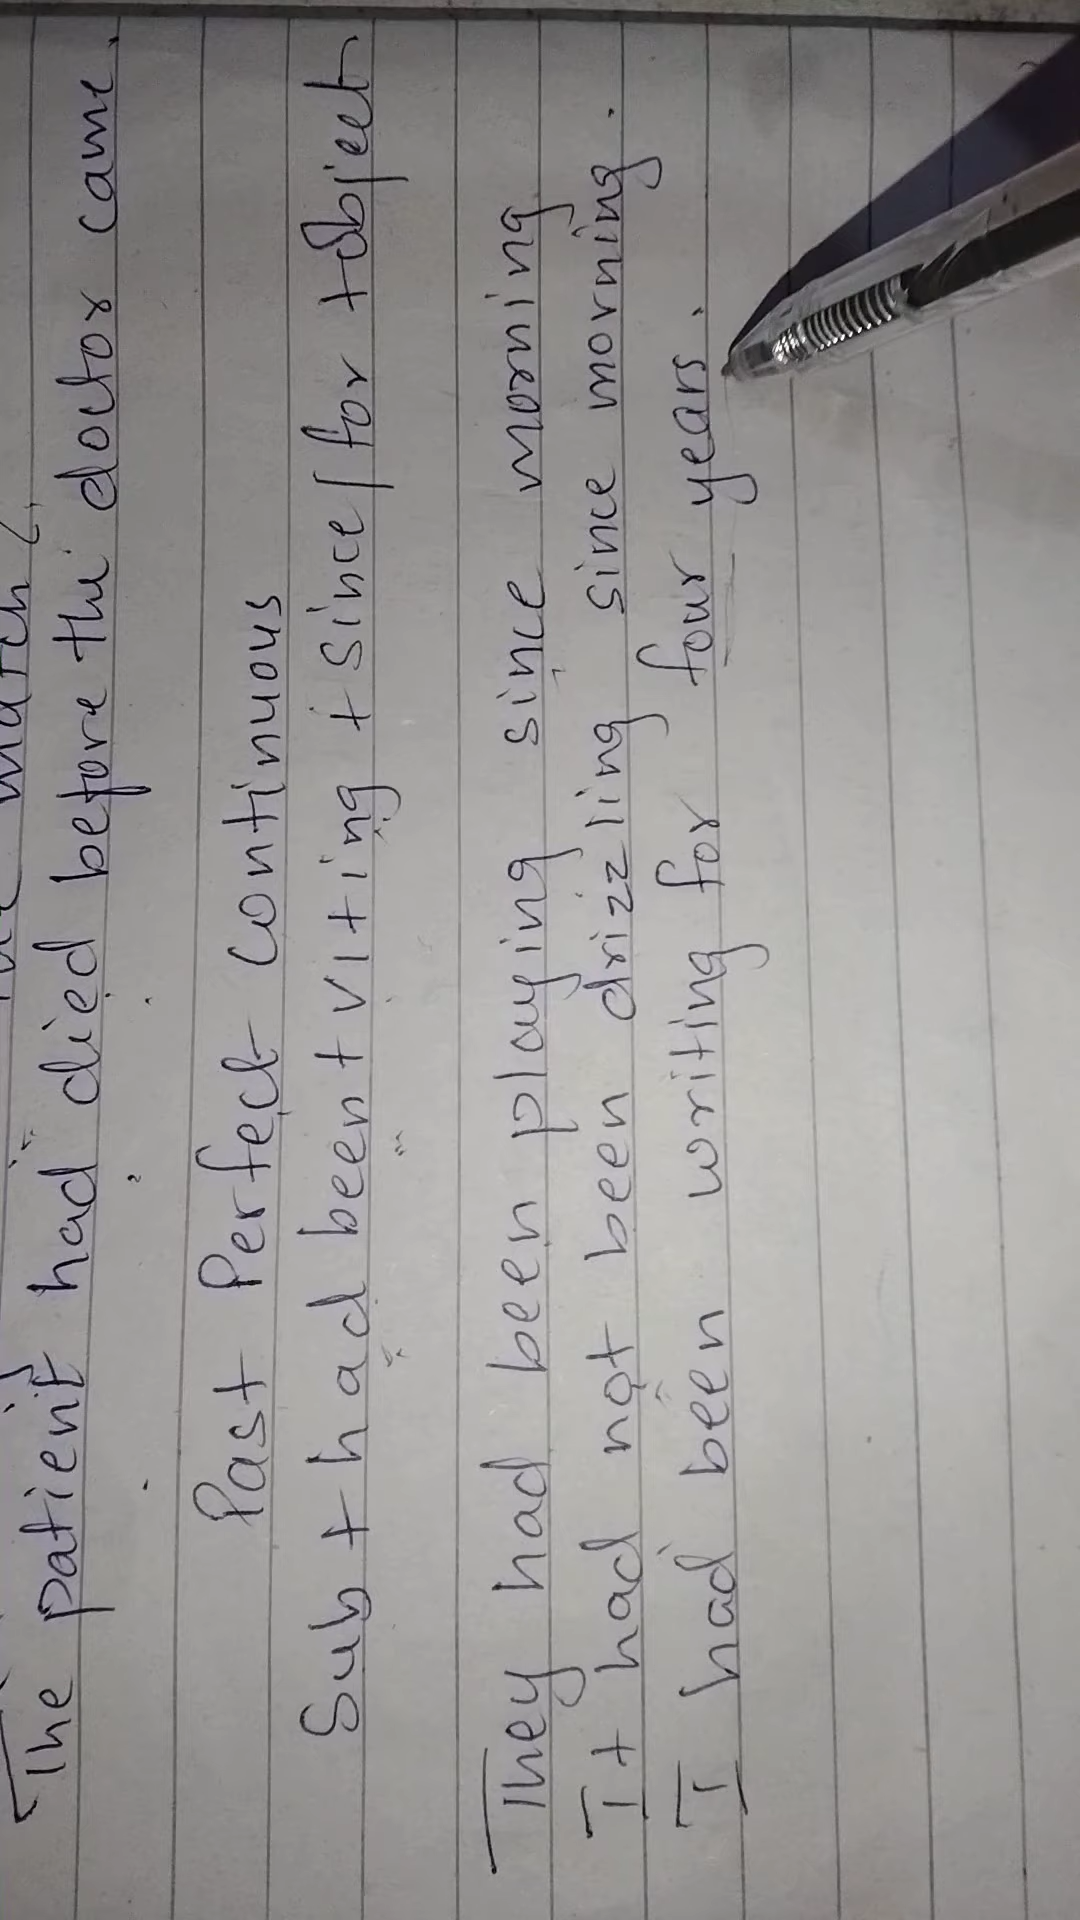 The patient had died before the doctor came.
Past Perfect Continuous
Sub + had been + V1 + ing + since/for + object
They had been playing since morning
It had not been drizzling since morning.
I had been writing for four years.